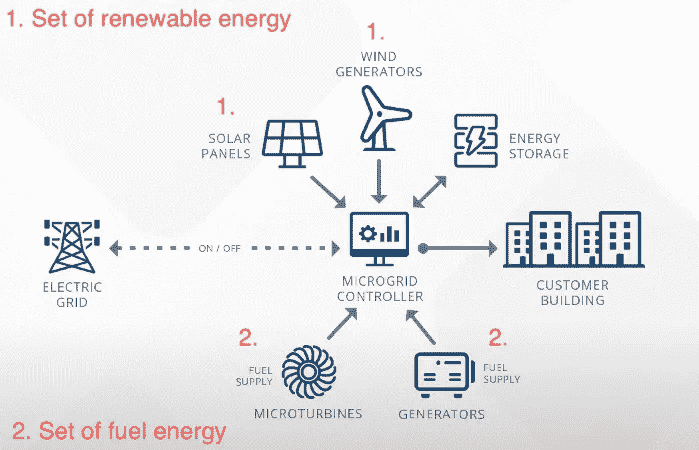 1. Set of renewable energy
1.
WIND
GENERATORS
1.
SOLAR
PANELS
ENERGY
STORAGE
ELECTRIC
GRID
ON / OFF
MICROGRID
CONTROLLER
CUSTOMER
BUILDING
2.
FUEL
SUPPLY
MICROTURBINES
2.
FUEL
SUPPLY
GENERATORS
2. Set of fuel energy